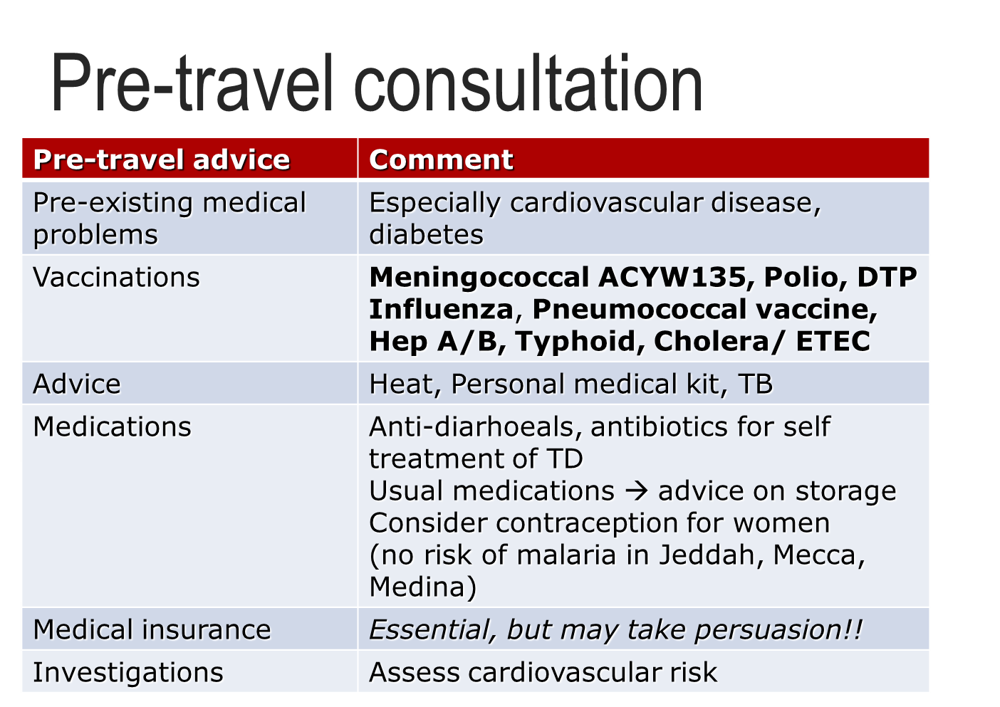 Pre-travel consultation
Pre-travel advice
Comment
Pre-existing medical
problems
Especially cardiovascular disease,
diabetes
Vaccinations
Meningococcal ACYW135, Polio, DTP
Influenza, Pneumococcal vaccine,
Hep A/B, Typhoid, Cholera/ ETEC
Advice
Heat, Personal medical kit, TB
Medications
Anti-diarhoeals, antibiotics for self
treatment of TD
Usual medications → advice on storage
Consider contraception for women
(no risk of malaria in Jeddah, Mecca,
Medina)
Medical insurance
Essential, but may take persuasion!!
Investigations
Assess cardiovascular risk